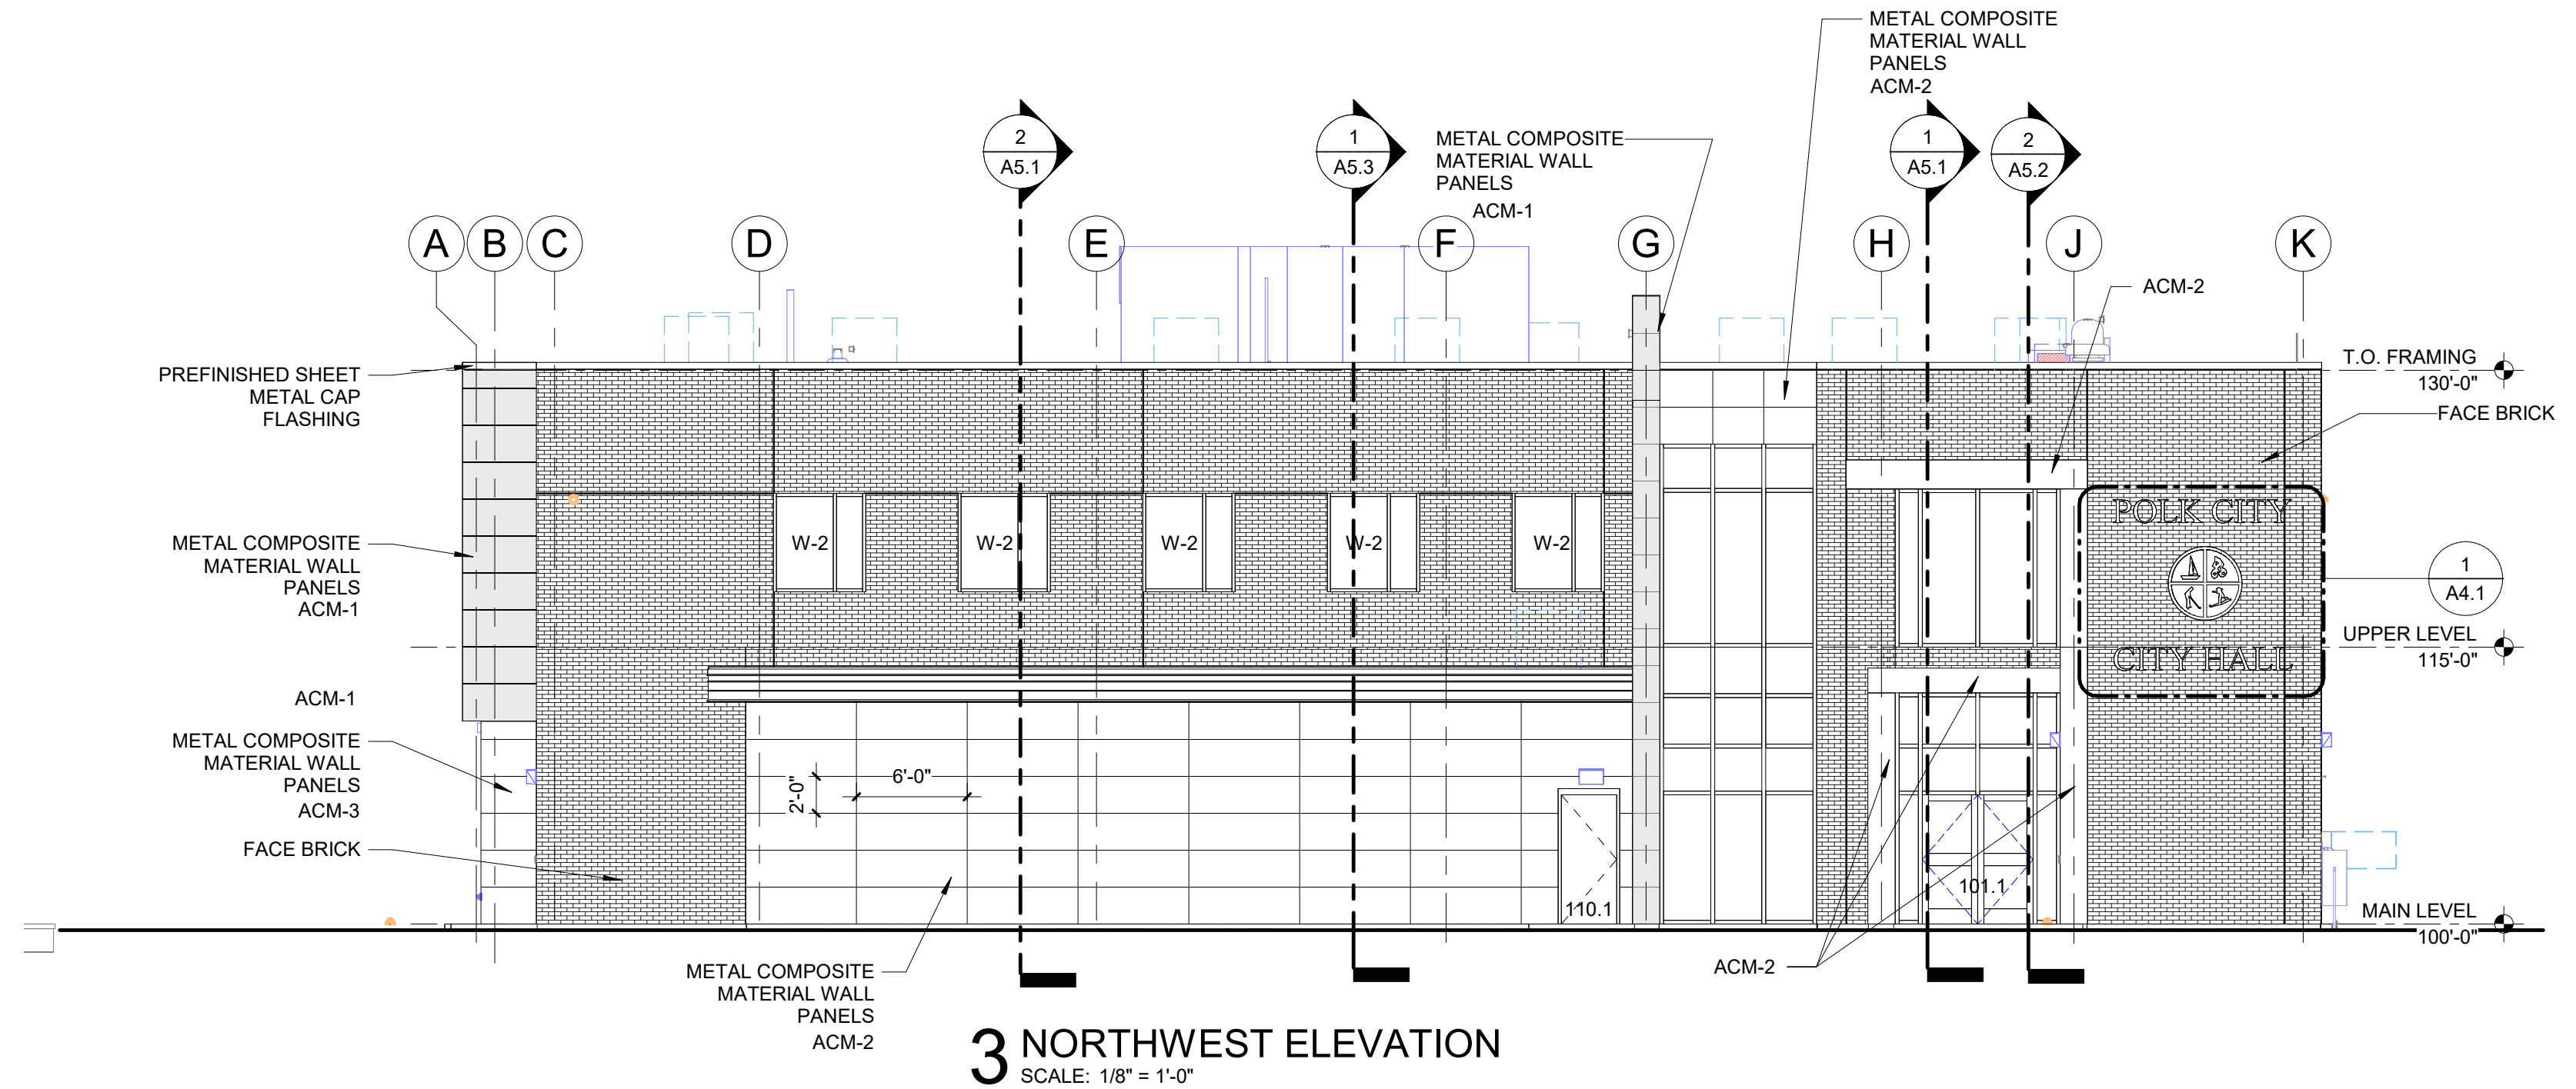 METAL COMPOSITE
MATERIAL WALL
PANELS
ACM-2
METAL COMPOSITE
MATERIAL WALL
PANELS
ACM-1
2
A5.1
1
A5.3
1
A5.1
2
A5.2
A
B
C
D
E
F
G
H
J
K
ACM-2
PREFINISHED SHEET
METAL CAP
FLASHING
T.O. FRAMING
130'-0"
FACE BRICK
POLK CITY
CITY HALL
METAL COMPOSITE
MATERIAL WALL
PANELS
ACM-1
W-2
W-2
W-2
W-2
W-2
1
A4.1
UPPER LEVEL
115'-0"
ACM-1
METAL COMPOSITE
MATERIAL WALL
PANELS
ACM-3
FACE BRICK
2'-0"
6'-0"
110.1
101.1
MAIN LEVEL
100'-0"
METAL COMPOSITE
MATERIAL WALL
PANELS
ACM-2
ACM-2
3 NORTHWEST ELEVATION
SCALE: 1/8" = 1'-0"